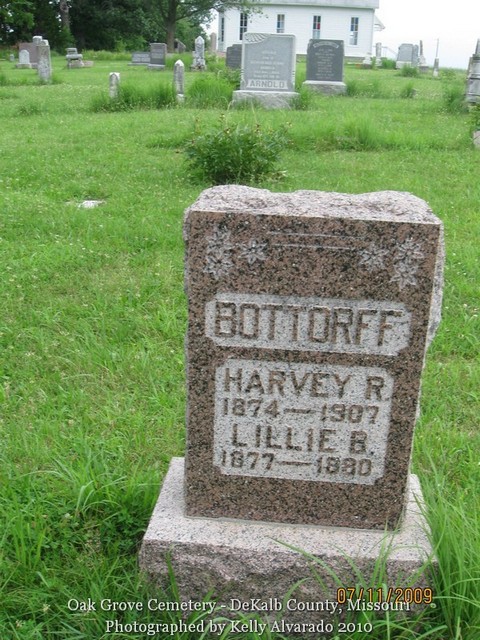 ARNOLD
BOTTORFF
HARVEY R.
1874—1907
LILLIE B.
1877—1880
07/11/2009
Oak Grove Cemetery - DeKalb County, Missouri
Photographed by Kelly Alvarado 2010